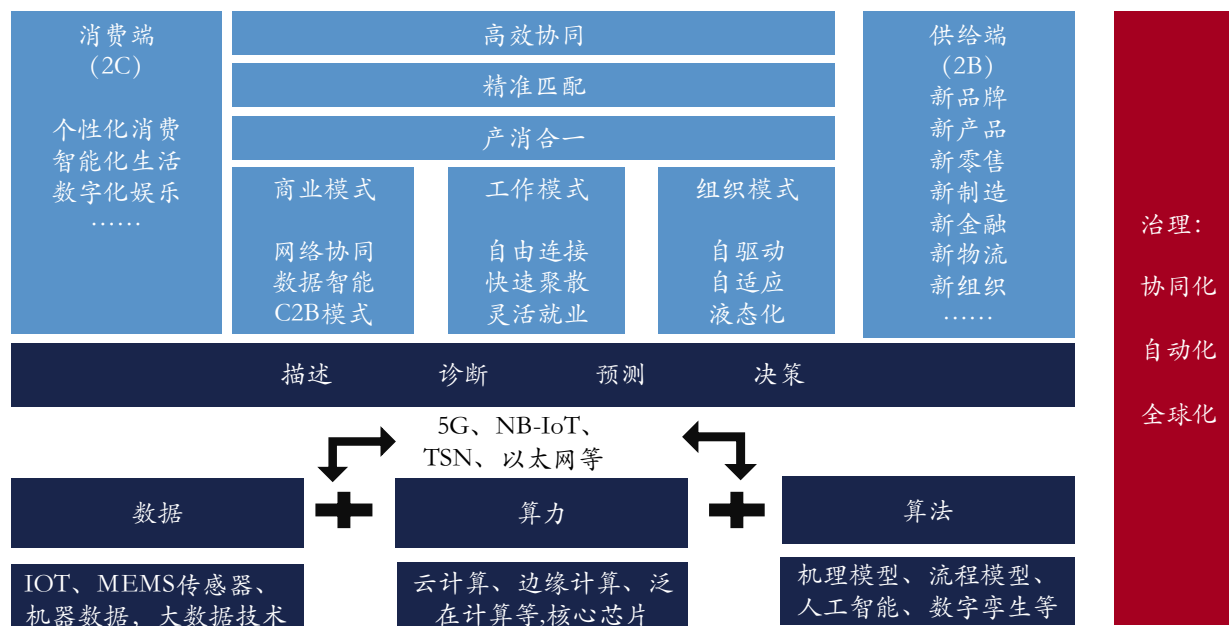 消费端
(2C)
个性化消费
智能化生活
数字化娱乐
……
高效协同
精准匹配
产消合一
商业模式
网络协同
数据智能
C2B模式
工作模式
自由连接
快速聚散
灵活就业
组织模式
自驱动
自适应
液态化
供给端
(2B)
新品牌
新产品
新零售
新制造
新金融
新物流
新组织
……
描述 诊断 预测 决策
5G、NB-IoT、
TSN、以太网等
数据
算力
算法
IOT、MEMS传感器、
机器数据，大数据技术
云计算、边缘计算、泛
在计算等,核心芯片
机理模型、流程模型、
人工智能、数字孪生等
治理：
协同化
自动化
全球化